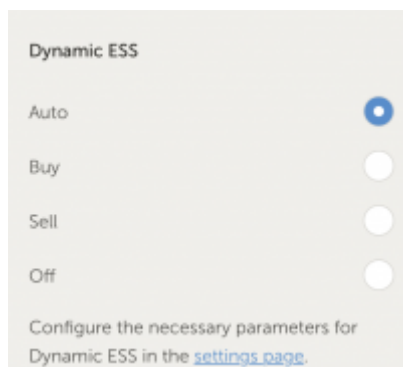 Dynamic ESS
Auto
Buy
Sell
Off
Configure the necessary parameters for
Dynamic ESS in the settings page.